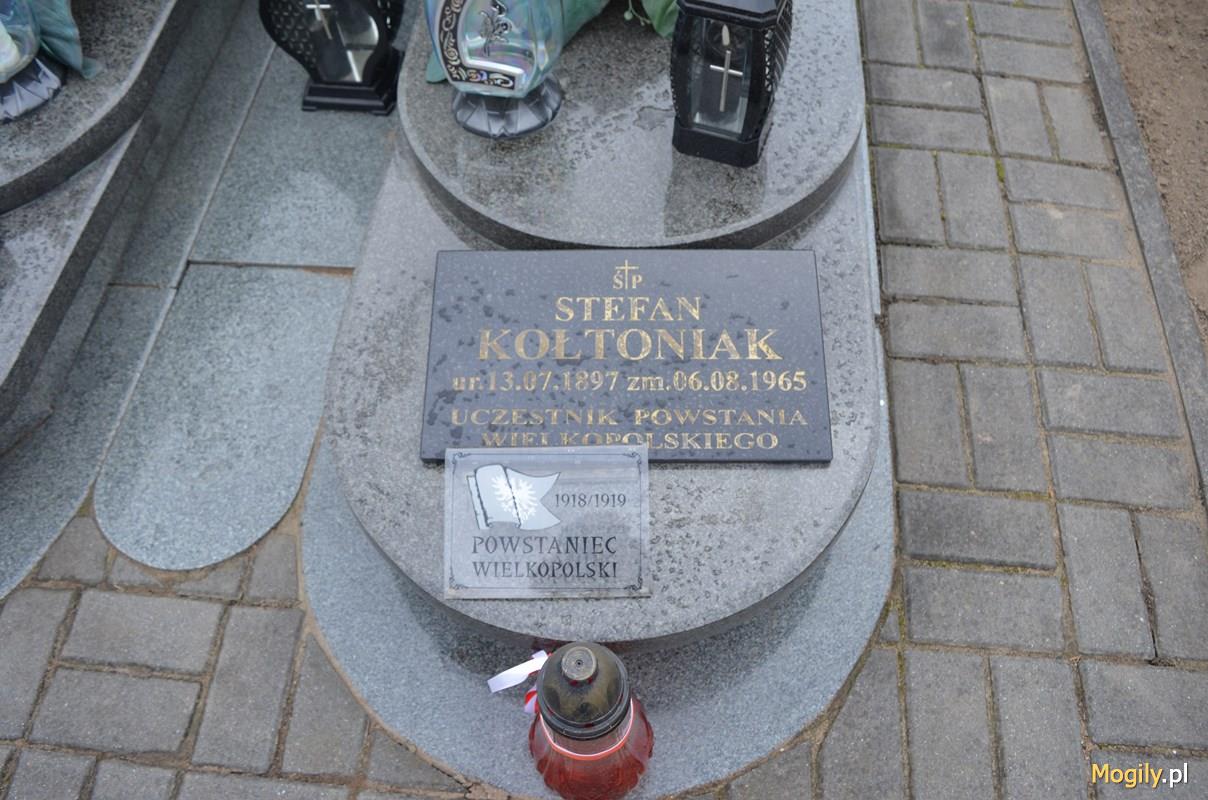 ŚP
STEFAN
KOŁTONIAK
ur.13.07.1897 zm.06.08.1965
UCZESTNIK POWSTANIA
WIELKOPOLSKIEGO
1918/1919
POWSTANIEC
WIELKOPOLSKI
Mogily.pl